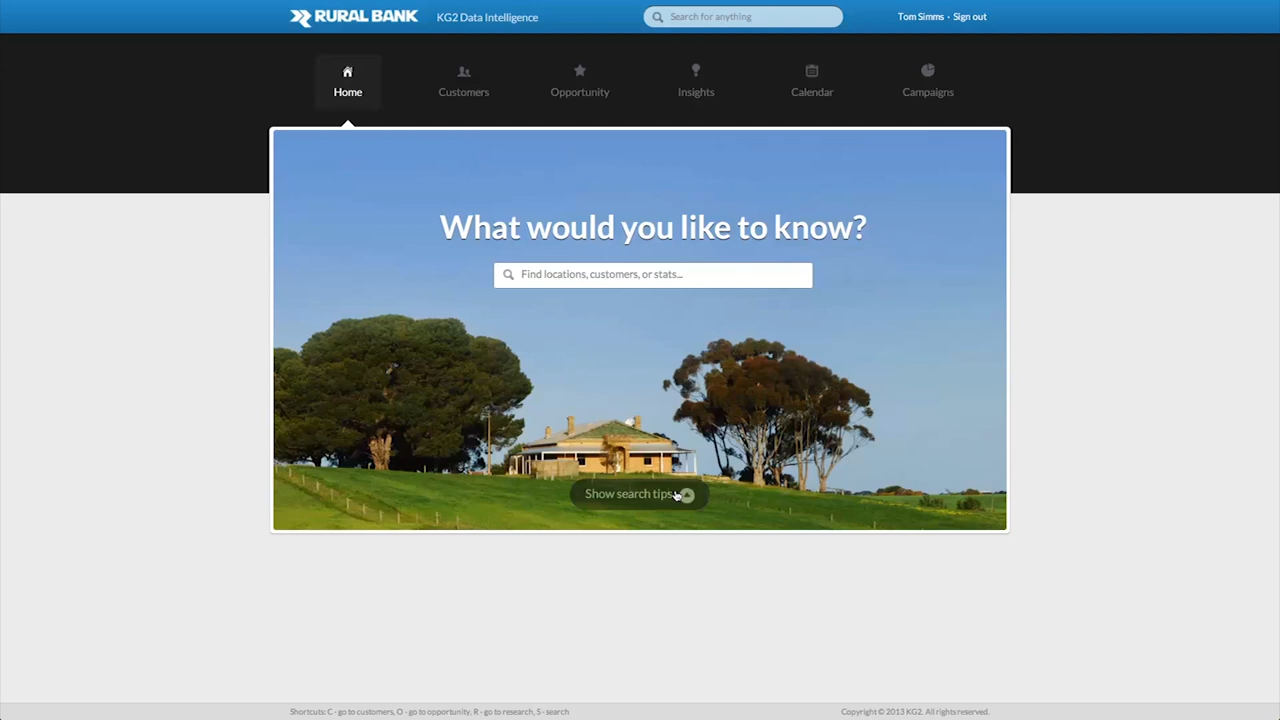 RURAL BANK
KG2 Data Intelligence
Search for anything
Tom Simms · Sign out
Home
Customers
Opportunity
Insights
Calendar
Campaigns
What would you like to know?
Find locations, customers, or stats...
Show search tips
Shortcuts: C - go to customers, O - go to opportunity, R - go to research, S - search
Copyright © 2013 KG2. All rights reserved.